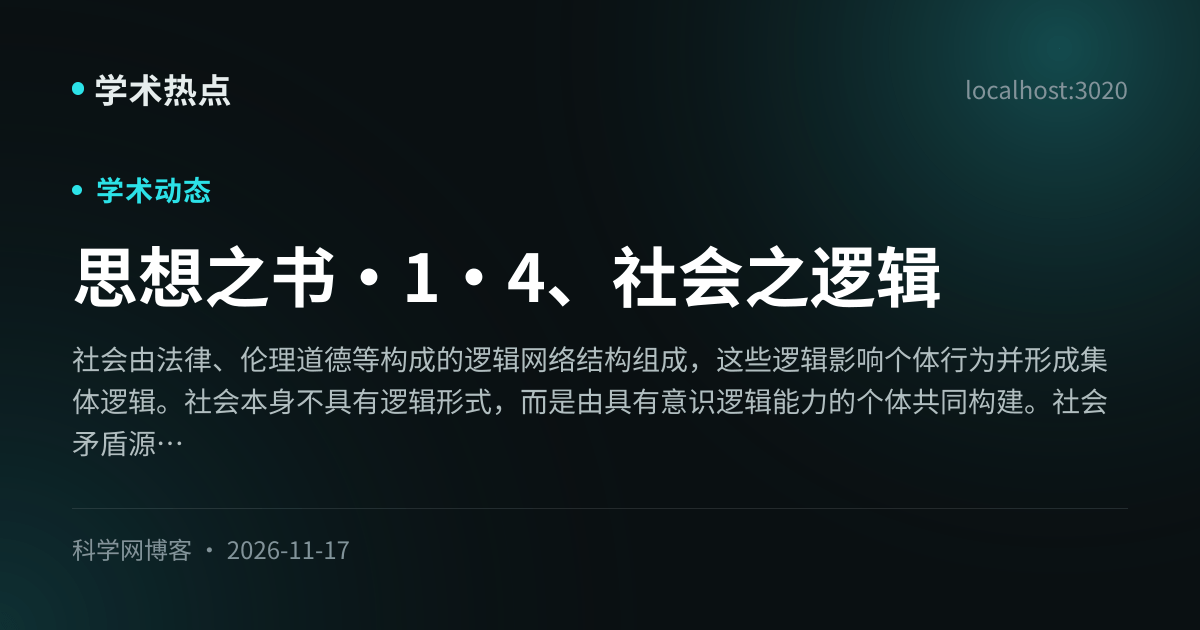 学术热点
localhost:3020
学术动态
思想之书·1·4、社会之逻辑
社会由法律、伦理道德等构成的逻辑网络结构组成，这些逻辑影响个体行为并形成集
体逻辑。社会本身不具有逻辑形式，而是由具有意识逻辑能力的个体共同构建。社会
矛盾源…
科学网博客 · 2026-11-17